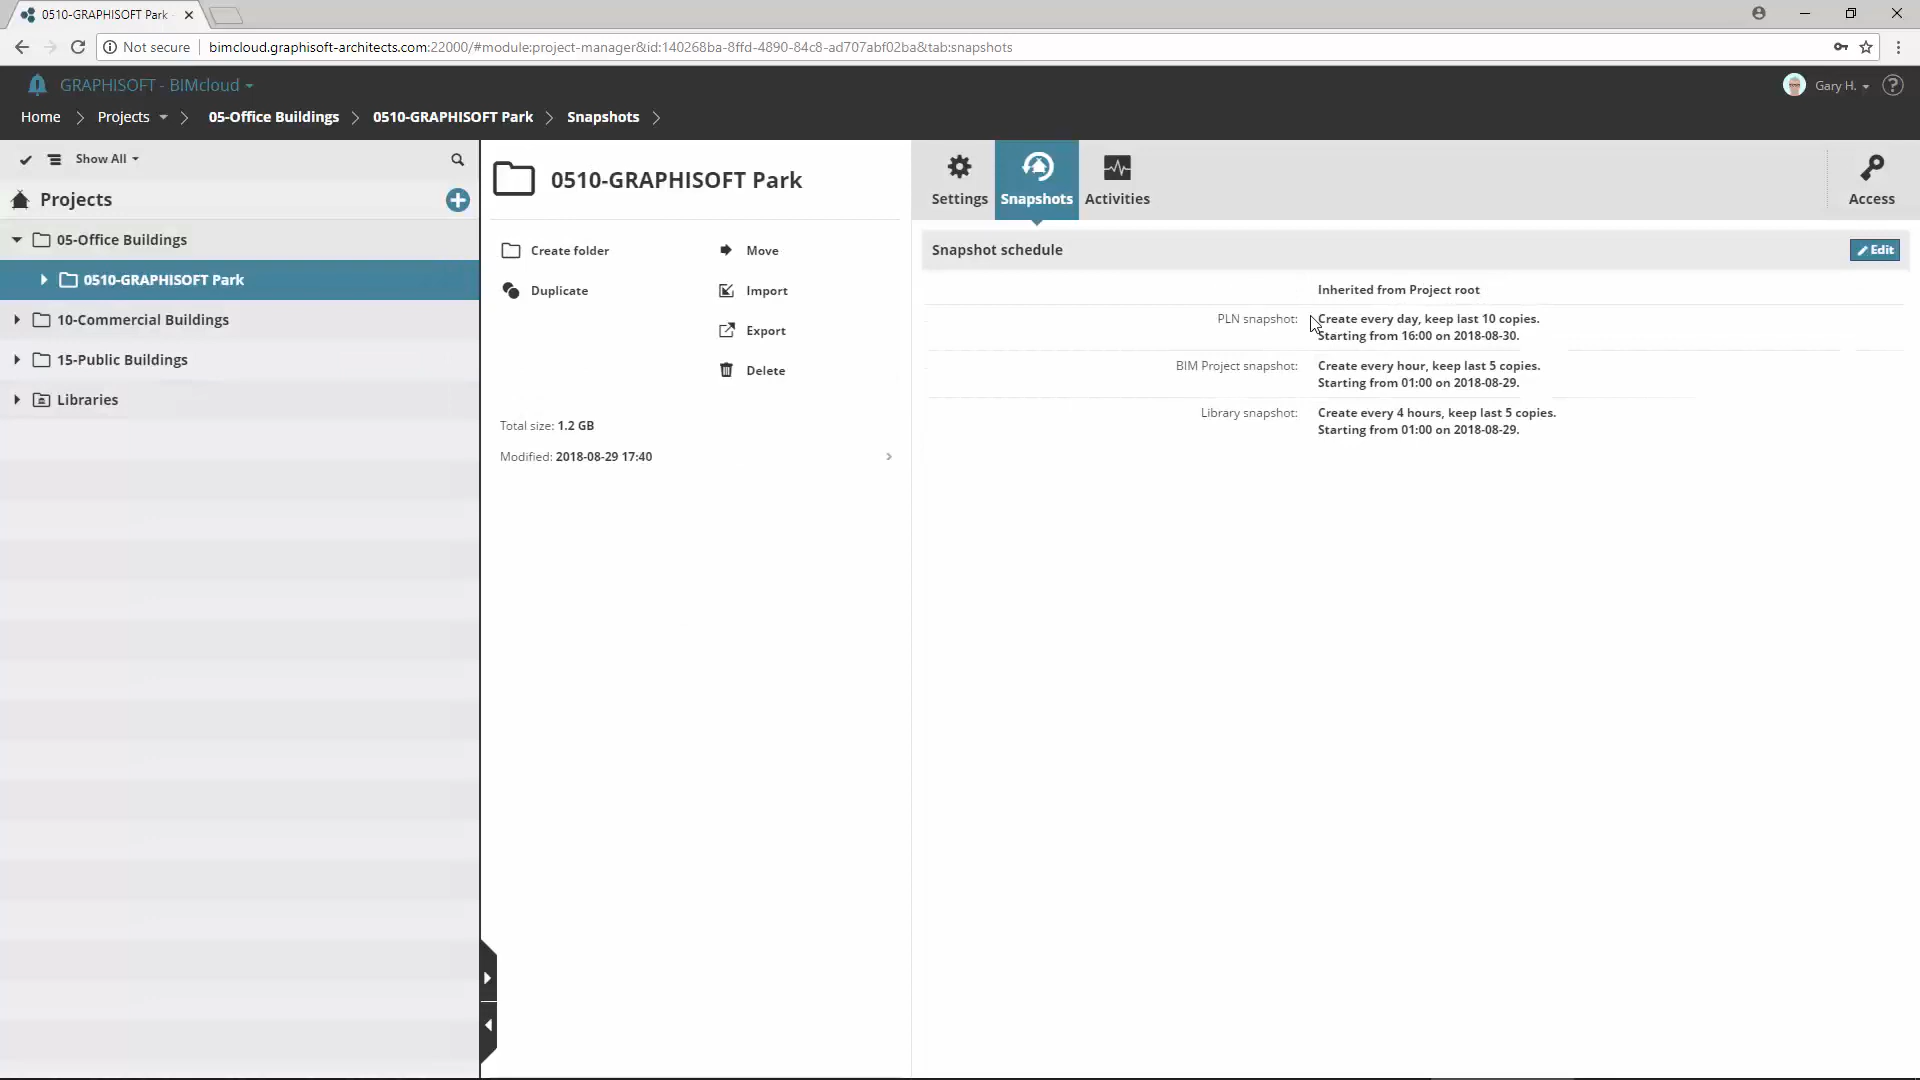 0510-GRAPHISOFT Park
Not secure
bimcloud.graphisoft-architects.com:22000/#module:project-manager&id:140268ba-8ffd-4890-84c8-ad707abf02ba&tab:snapshots
GRAPHISOFT - BIMcloud
Gary H.
?
Home
Projects
05-Office Buildings
0510-GRAPHISOFT Park
Snapshots
Show All
Projects
05-Office Buildings
0510-GRAPHISOFT Park
10-Commercial Buildings
15-Public Buildings
Libraries
0510-GRAPHISOFT Park
Create folder
Move
Duplicate
Import
Export
Delete
Total size: 1.2 GB
Modified: 2018-08-29 17:40
Settings
Snapshots
Activities
Access
Snapshot schedule
Edit
Inherited from Project root
PLN snapshot: Create every day, keep last 10 copies.
Starting from 16:00 on 2018-08-30.
BIM Project snapshot: Create every hour, keep last 5 copies.
Starting from 01:00 on 2018-08-29.
Library snapshot: Create every 4 hours, keep last 5 copies.
Starting from 01:00 on 2018-08-29.